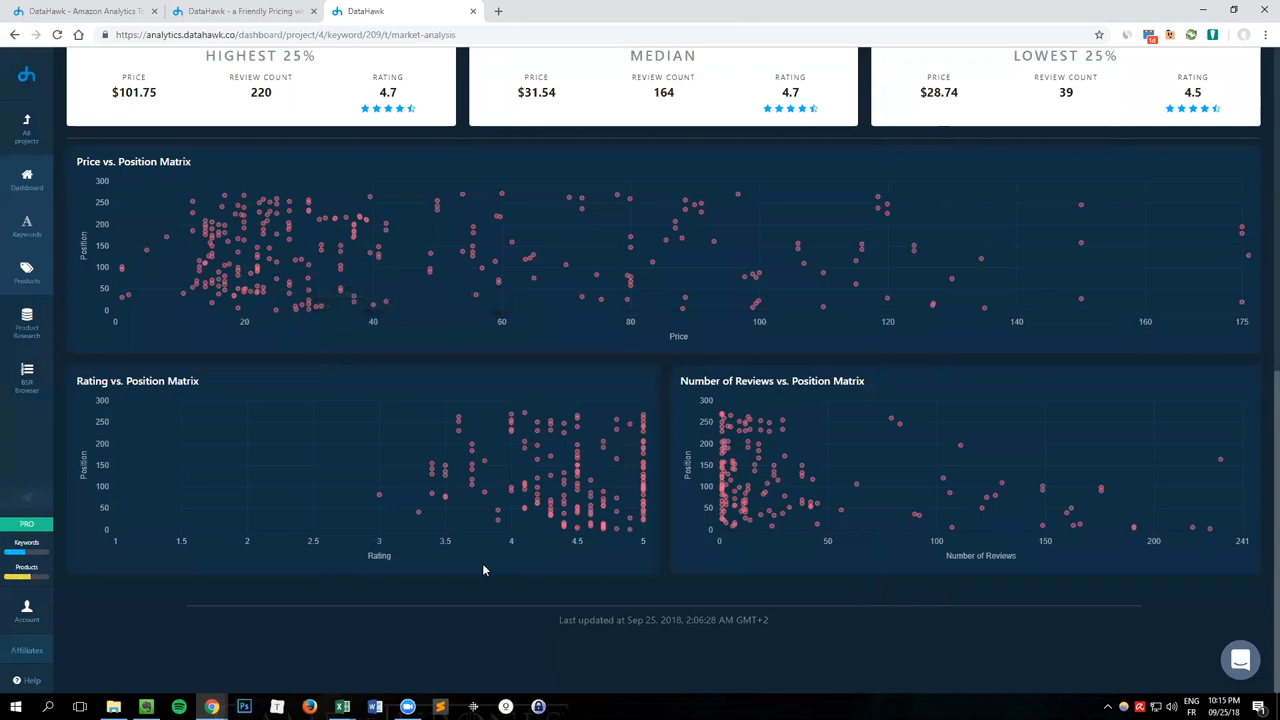 DataHawk - Amazon Analytics To
DataHawk - a Friendly Pricing wi
DataHawk
https://analytics.datahawk.co/dashboard/project/4/keyword/209/t/market-analysis
1d
dh
All projects
Dashboard
Keywords
Products
Product Research
BSR Browser
PRO
Keywords
Products
Account
Affiliates
Help
HIGHEST 25%
PRICE REVIEW COUNT RATING
$101.75 220 4.7
MEDIAN
PRICE REVIEW COUNT RATING
$31.54 164 4.7
LOWEST 25%
PRICE REVIEW COUNT RATING
$28.74 39 4.5
Price vs. Position Matrix
300
250
200
150
100
50
0
Position
0 20 40 60 80 100 120 140 160 175
Price
Rating vs. Position Matrix
300
250
200
150
100
50
0
Position
1 1.5 2 2.5 3 3.5 4 4.5 5
Rating
Number of Reviews vs. Position Matrix
300
250
200
150
100
50
0
Position
0 50 100 150 200 241
Number of Reviews
Last updated at Sep 25, 2018, 2:06:28 AM GMT+2
ENG
FR
10:15 PM
09/25/18